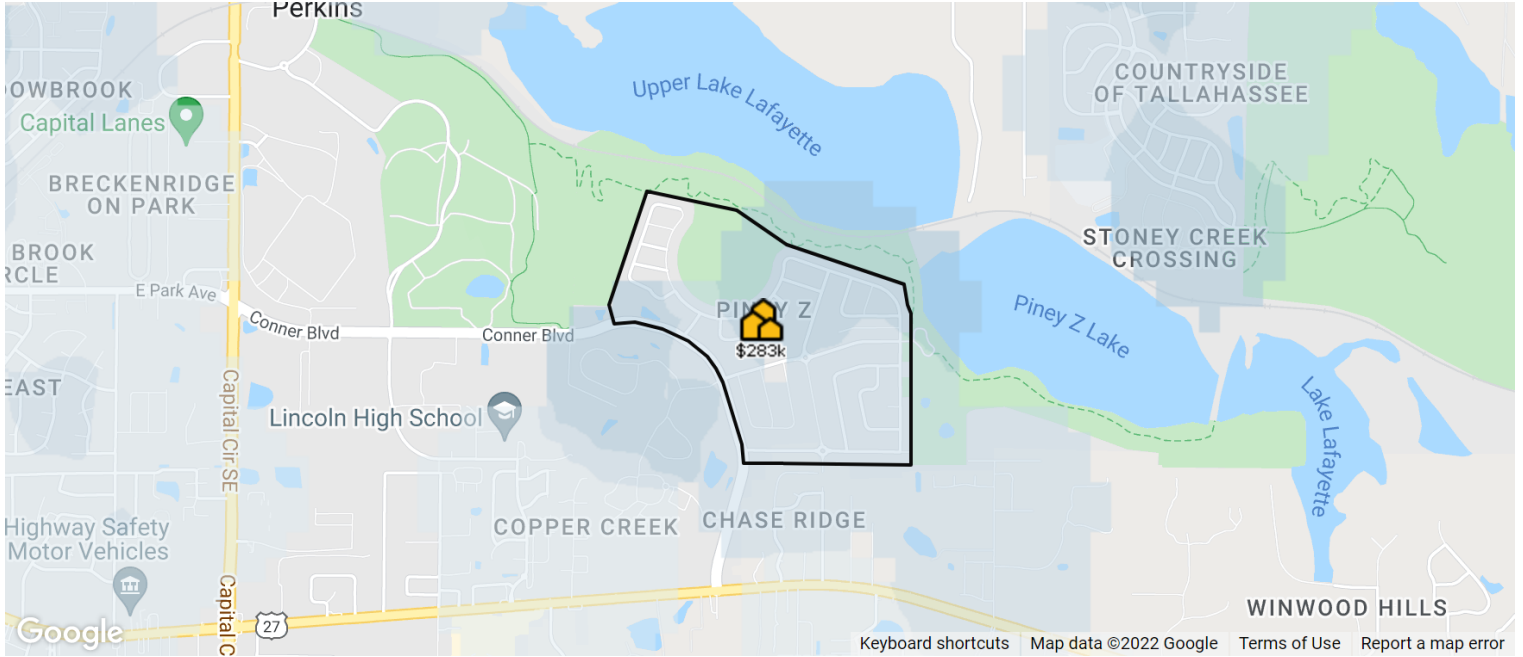 Perkins
OWBROOK
Capital Lanes
Upper Lake Lafayette
COUNTRYSIDE
OF TALLAHASSEE
BRECKENRIDGE
ON PARK
BROOK
RCLE
STONEY CREEK
CROSSING
E Park Ave
Conner Blvd
Conner Blvd
PINEY Z
$283k
Piney Z Lake
EAST
Capital Cir SE
Lincoln High School
Lake Lafayette
Highway Safety
Motor Vehicles
COPPER CREEK
CHASE RIDGE
Capital C
27
WINWOOD HILLS
Google
Keyboard shortcuts
Map data ©2022 Google
Terms of Use
Report a map error